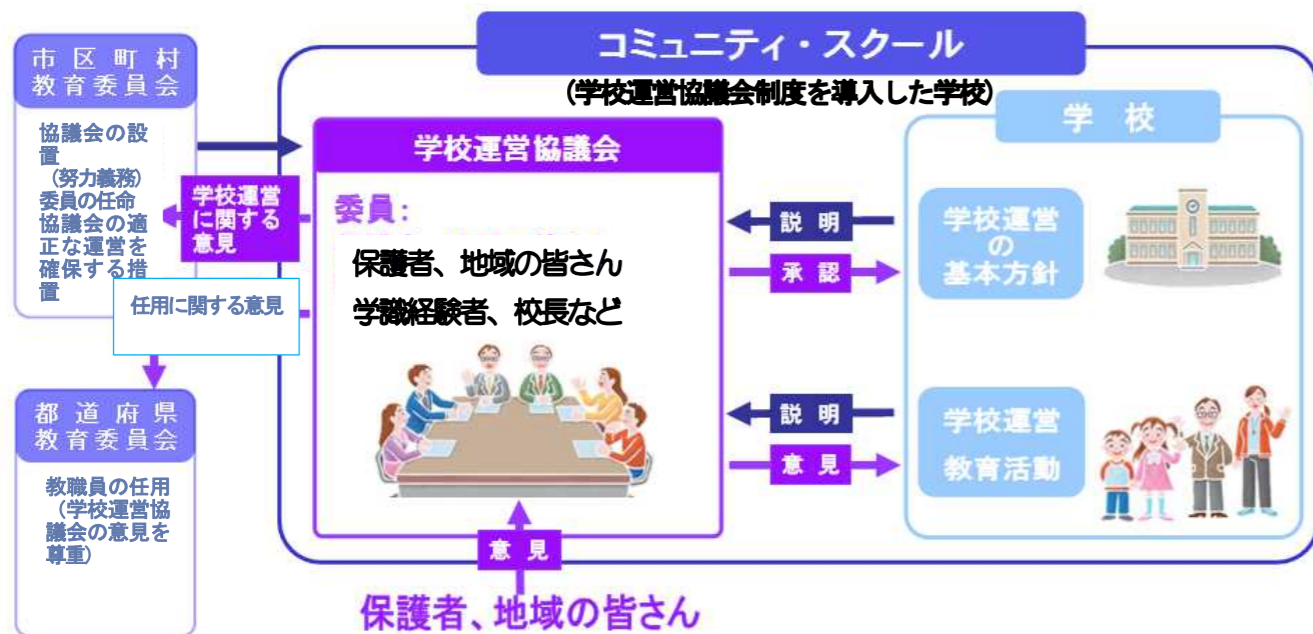 コミュニティ・スクール
(学校運営協議会制度を導入した学校)
市区町村
教育委員会
協議会の設
置
(努力義務)
委員の任命
協議会の適
正な運営を
確保する措
置
学校運営
に関する
意見
任用に関する意見
都道府県
教育委員会
教職員の任用
(学校運営協
議会の意見を
尊重)
学校運営協議会
委員:
保護者、地域の皆さん
学識経験者、校長など
説明
承認
説明
意見
学校
学校運営
の
基本方針
学校運営
教育活動
意見
保護者、地域の皆さん